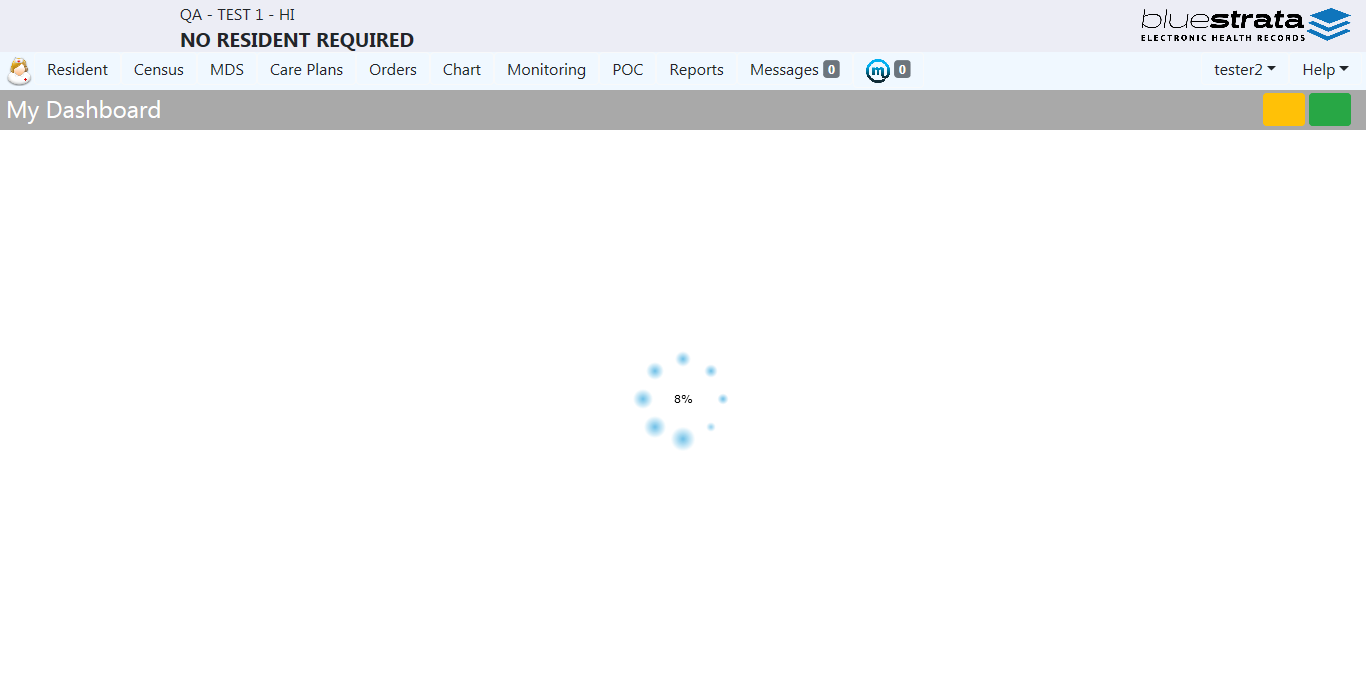 QA - TEST 1 - HI
NO RESIDENT REQUIRED
bluestrata
ELECTRONIC HEALTH RECORDS
Resident Census MDS Care Plans Orders Chart Monitoring POC Reports Messages 0 m 0 tester2 Help
My Dashboard
8%